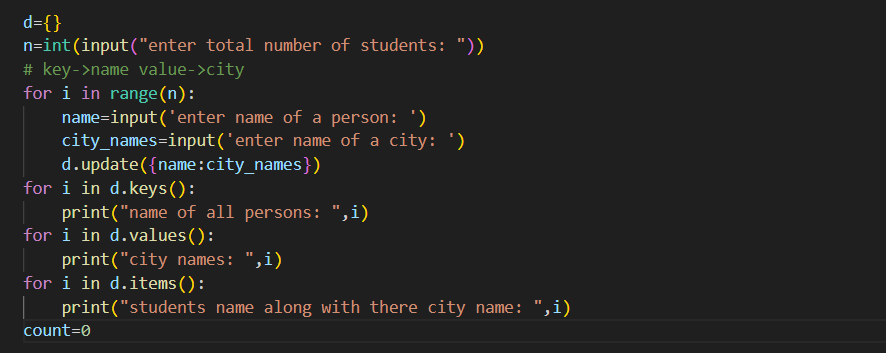 d={}
n=int(input("enter total number of students: "))
# key->name value->city
for i in range(n):
    name=input('enter name of a person: ')
    city_names=input('enter name of a city: ')
    d.update({name:city_names})
for i in d.keys():
    print("name of all persons: ",i)
for i in d.values():
    print("city names: ",i)
for i in d.items():
    print("students name along with there city name: ",i)
count=0